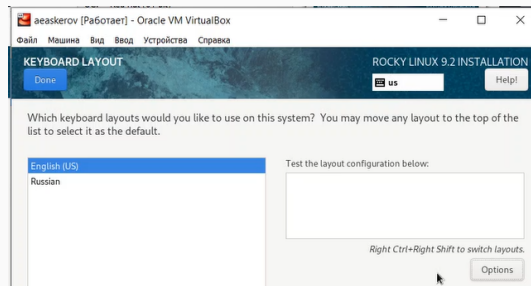 aeaskerov [Работает] - Oracle VM VirtualBox
Файл Машина Вид Ввод Устройства Справка
KEYBOARD LAYOUT
ROCKY LINUX 9.2 INSTALLATION
Done
us
Help!
Which keyboard layouts would you like to use on this system? You may move any layout to the top of the
list to select it as the default.
English (US)
Russian
Test the layout configuration below:
Right Ctrl+Right Shift to switch layouts.
Options